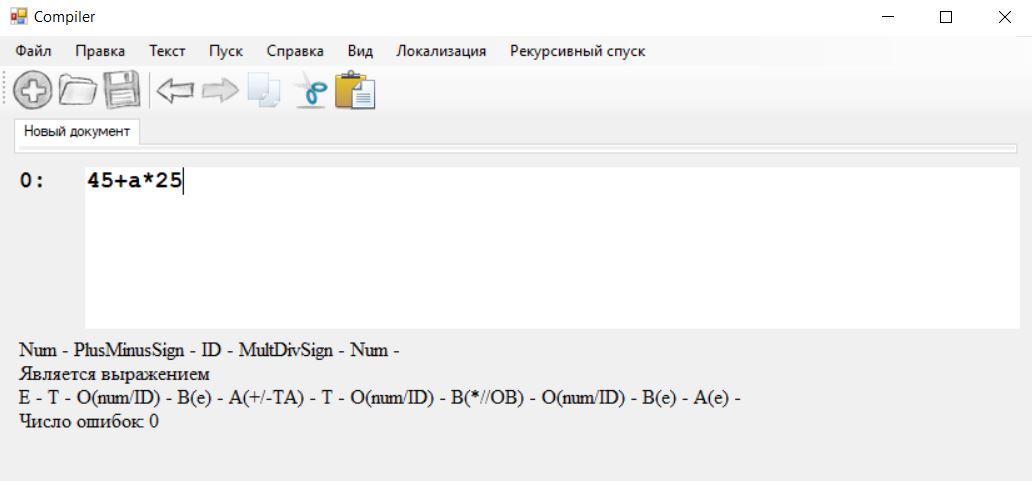 Compiler
Файл Правка Текст Пуск Справка Вид Локализация Рекурсивный спуск
Новый документ
0: 45+a*25
Num - PlusMinusSign - ID - MultDivSign - Num -
Является выражением
E - T - O(num/ID) - B(e) - A(+/-TA) - T - O(num/ID) - B(*//OB) - O(num/ID) - B(e) - A(e) -
Число ошибок: 0